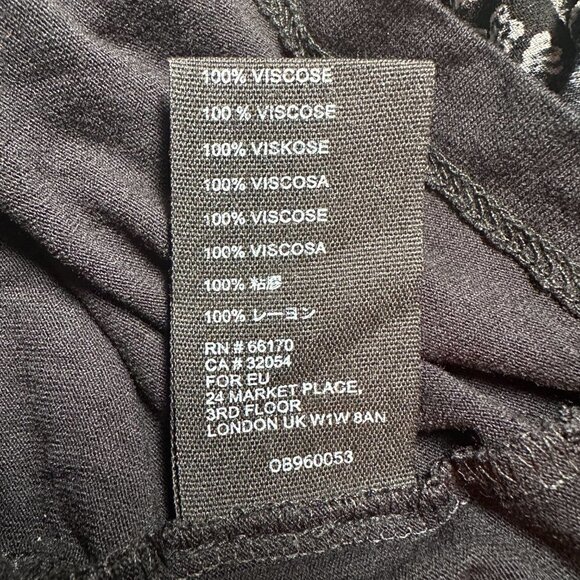 100% VISCOSE
100 % VISCOSE
100% VISKOSE
100% VISCOSA
100% VISCOSE
100% VISCOSA
100% 粘膠
100% レーヨン
RN # 66170
CA # 32054
FOR EU
24 MARKET PLACE,
3RD FLOOR
LONDON UK W1W 8AN
OB960053